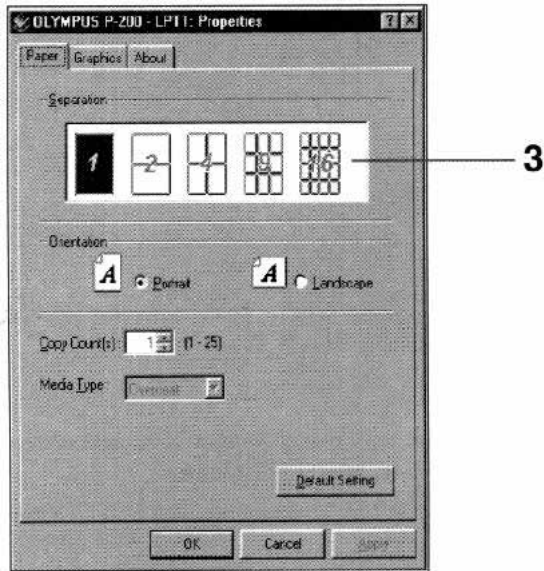 OLYMPUS P-200 - LPT1: Properties
Paper Graphics About
Separation
1 2 4 9 16
3
Orientation
A Portrait A Landscape
Copy Count(s): 1 (1 - 25)
Media Type: Overcoat
Default Setting
OK Cancel Apply